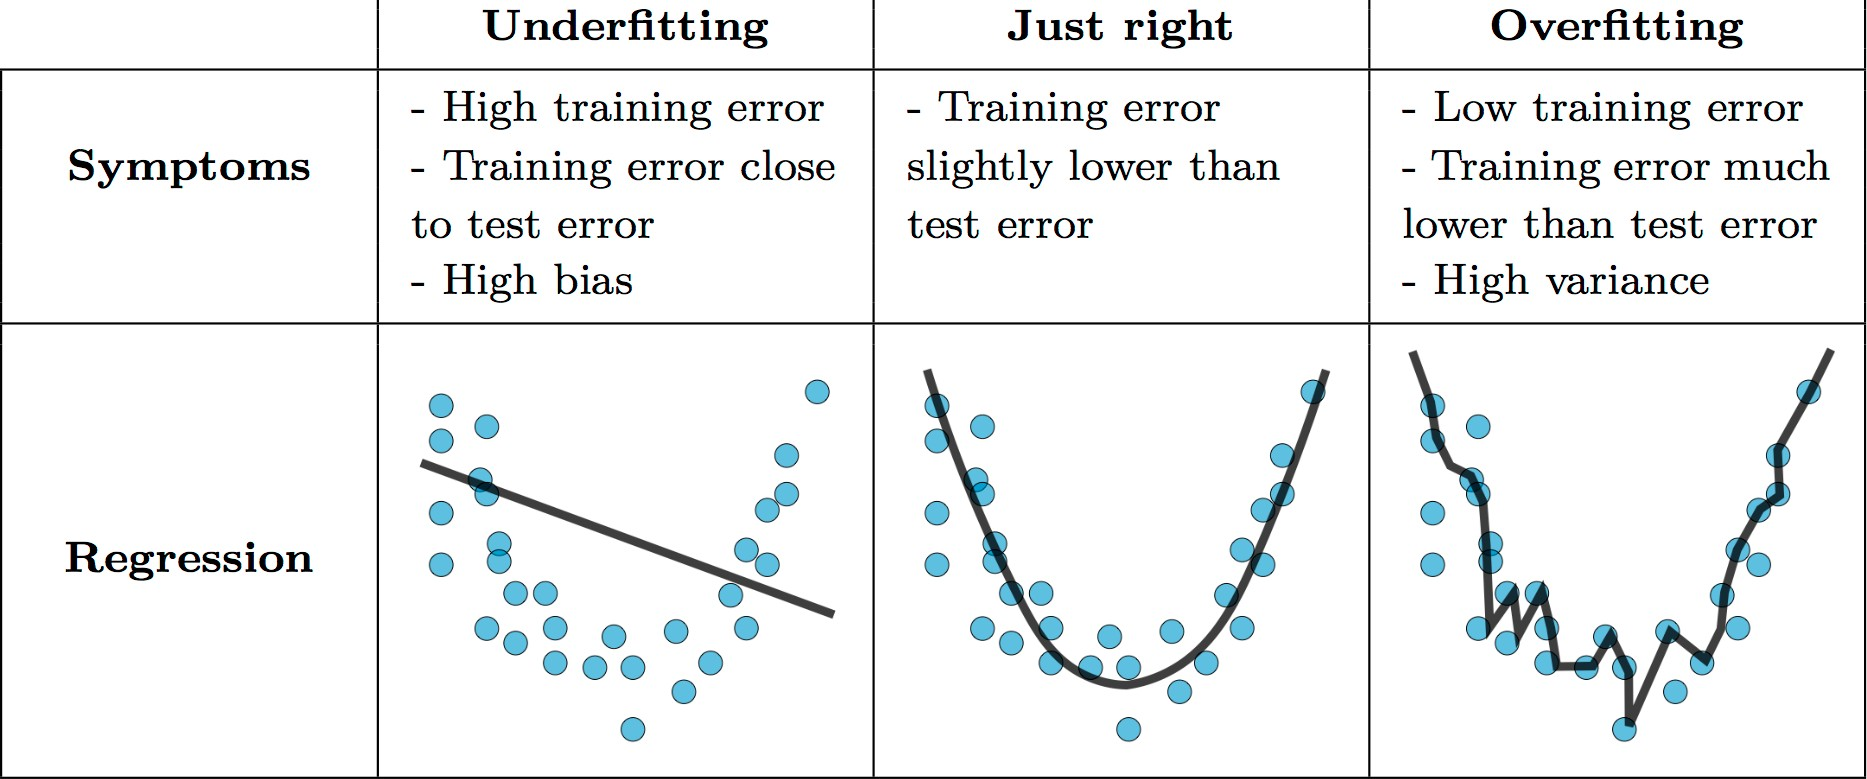 Underfitting
Just right
Overfitting
Symptoms
- High training error
- Training error close
to test error
- High bias
- Training error
slightly lower than
test error
- Low training error
- Training error much
lower than test error
- High variance
Regression